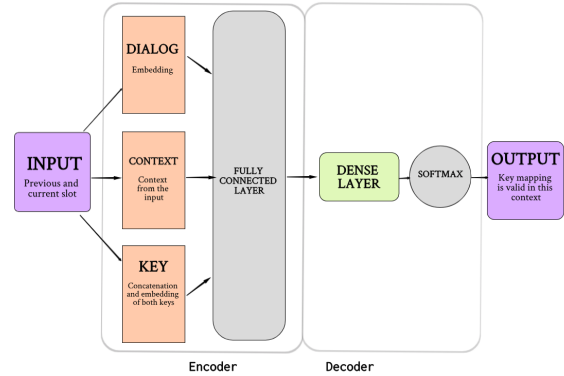 INPUT
Previous and
current slot
DIALOG
Embedding
CONTEXT
Context
from the
input
KEY
Concatenation
and embedding
of both keys
FULLY
CONNECTED
LAYER
DENSE
LAYER
SOFTMAX
OUTPUT
Key mapping
is valid in this
context
Encoder
Decoder